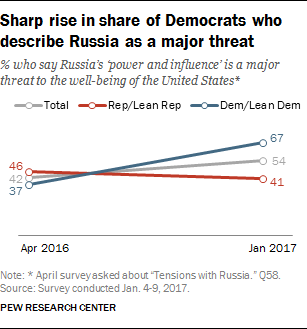 Sharp rise in share of Democrats who
describe Russia as a major threat
% who say Russia's 'power and influence' is a major
threat to the well-being of the United States*
Total Rep/Lean Rep Dem/Lean Dem
67
46
54
42
41
37
Apr 2016 Jan 2017
Note: * April survey asked about “Tensions with Russia.” Q58.
Source: Survey conducted Jan. 4-9, 2017.
PEW RESEARCH CENTER